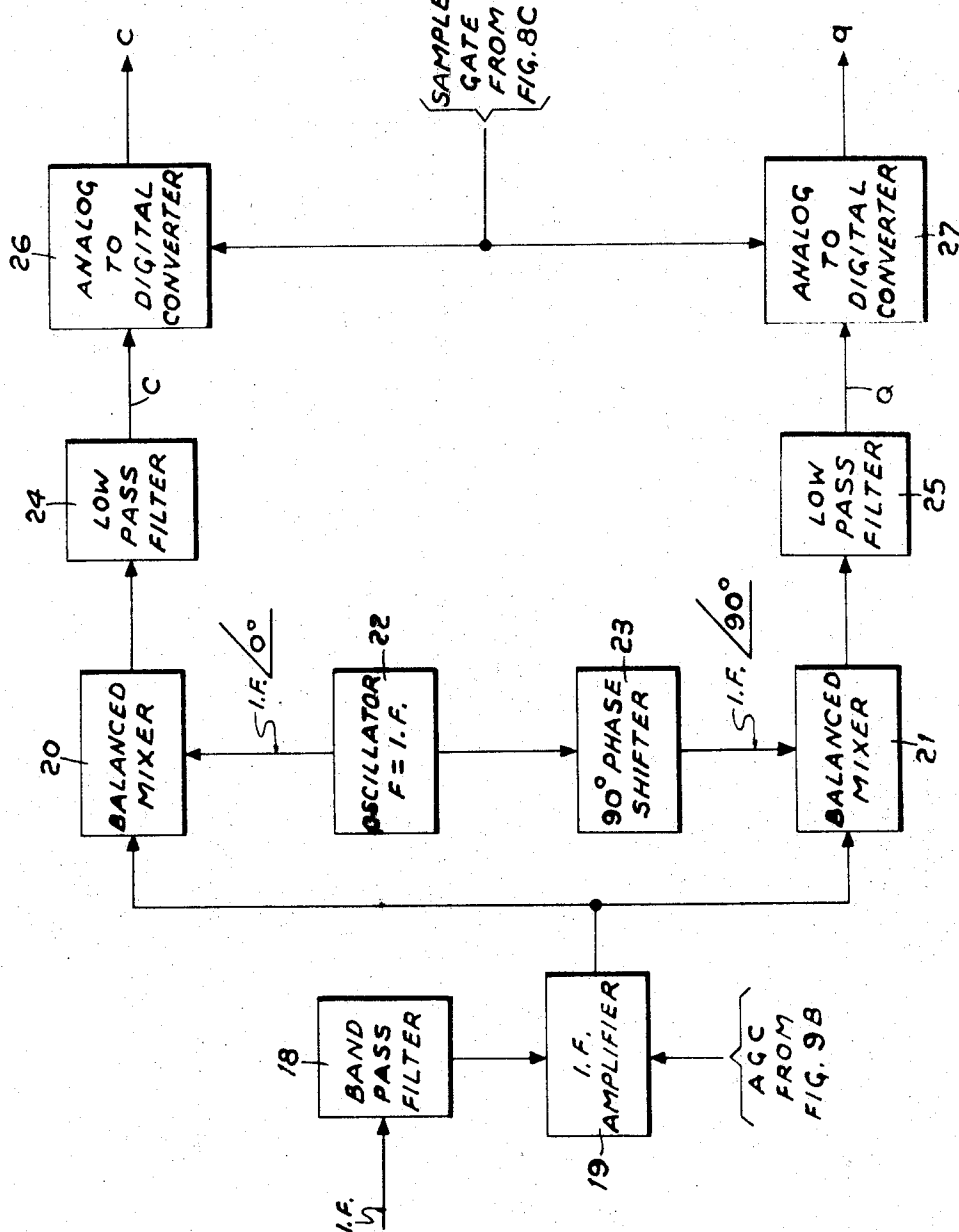 I.F.
18
BAND
PASS
FILTER
19
I.F.
AMPLIFIER
AGC
FROM
FIG. 9B
20
BALANCED
MIXER
I.F. /0°
22
OSCILLATOR
F = I.F.
23
90° PHASE
SHIFTER
I.F. /90°
BALANCED
MIXER
21
24
LOW
PASS
FILTER
C
LOW
PASS
FILTER
25
Q
26
ANALOG
TO
DIGITAL
CONVERTER
C
SAMPLE
GATE
FROM
FIG. 8C
ANALOG
TO
DIGITAL
CONVERTER
27
q